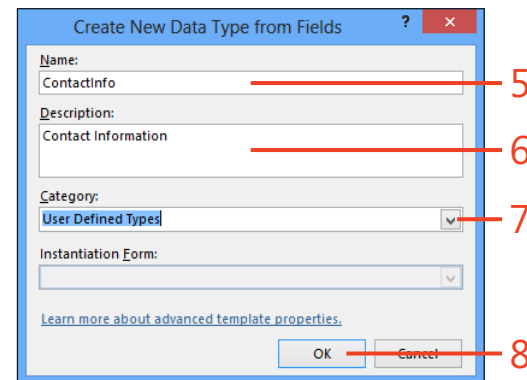 Create New Data Type from Fields ? ×
Name:
ContactInfo 5
Description:
Contact Information 6
Category:
User Defined Types 7
Instantiation Form:
Learn more about advanced template properties.
OK Cancel 8